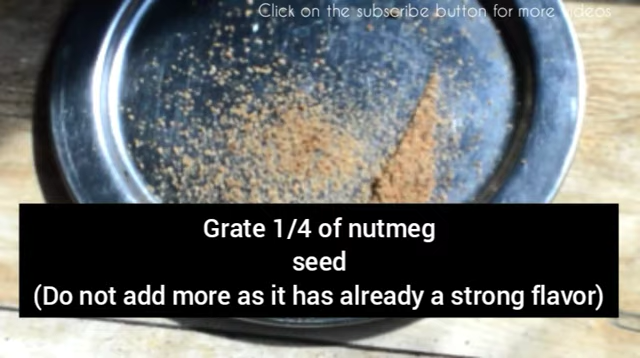 Click on the subscribe button for more videos
Grate 1/4 of nutmeg
seed
(Do not add more as it has already a strong flavor)